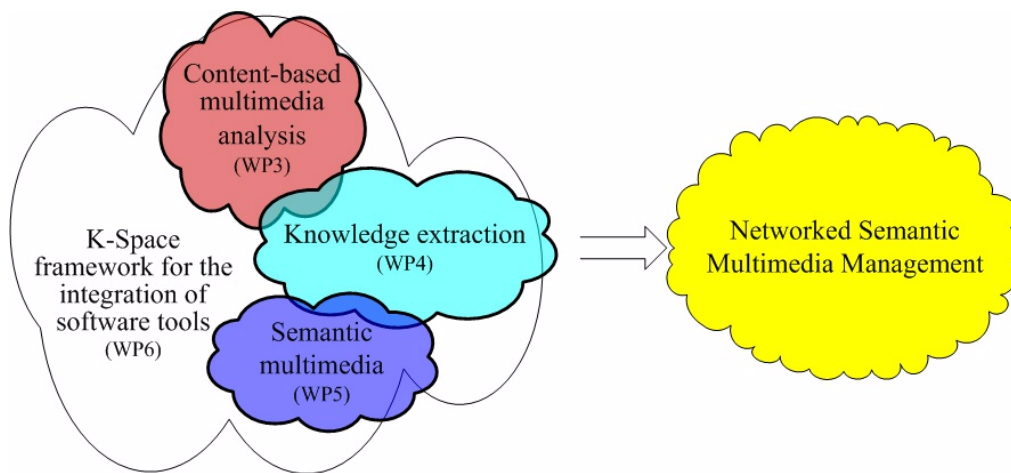 Content-based
multimedia
analysis
(WP3)
Knowledge extraction
(WP4)
K-Space
framework for the
integration of
software tools
(WP6)
Semantic
multimedia
(WP5)
Networked Semantic
Multimedia Management